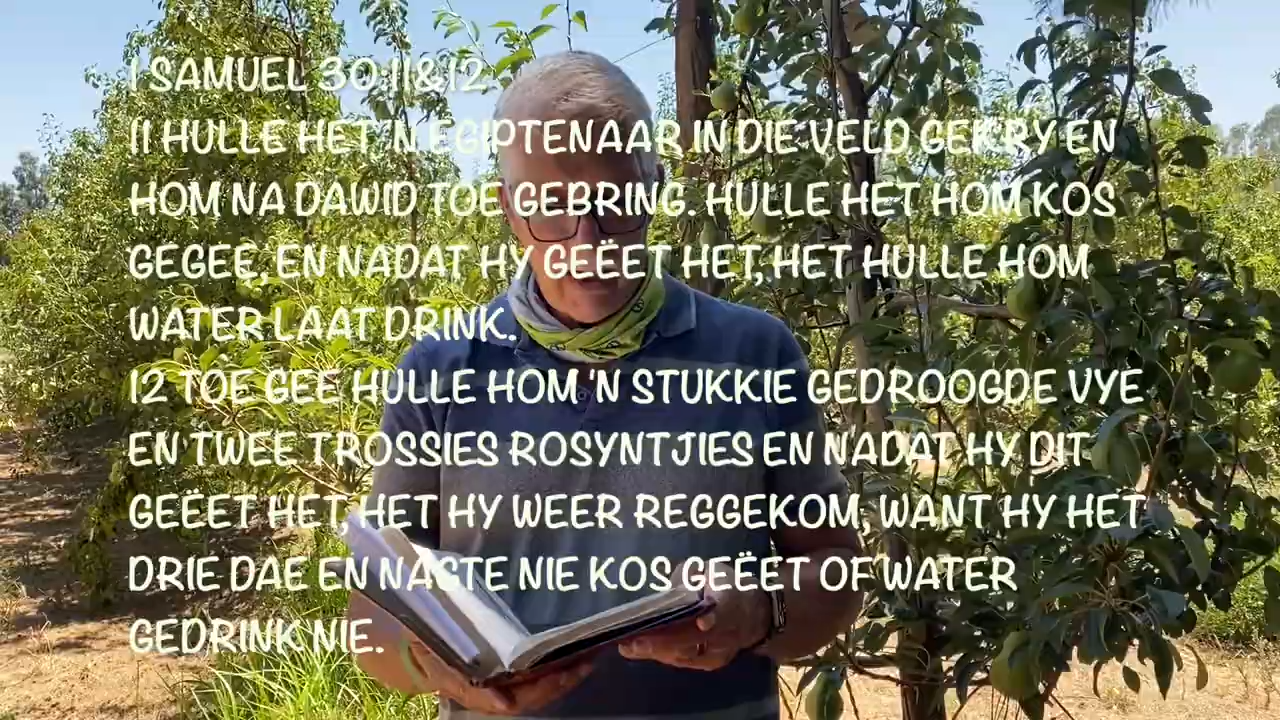 1 SAMUEL 30:11&12
11 HULLE HET 'N EGIPTENAAR IN DIE VELD GEKRY EN
HOM NA DAWID TOE GEBRING. HULLE HET HOM KOS
GEGEE, EN NADAT HY GEËET HET, HET HULLE HOM
WATER LAAT DRINK.
12 TOE GEE HULLE HOM 'N STUKKIE GEDROOGDE VYE
EN TWEE TROSSIES ROSYNTJIES EN NADAT HY DIT
GEËET HET, HET HY WEER REGGEKOM, WANT HY HET
DRIE DAE EN NAGTE NIE KOS GEËET OF WATER
GEDRINK NIE.